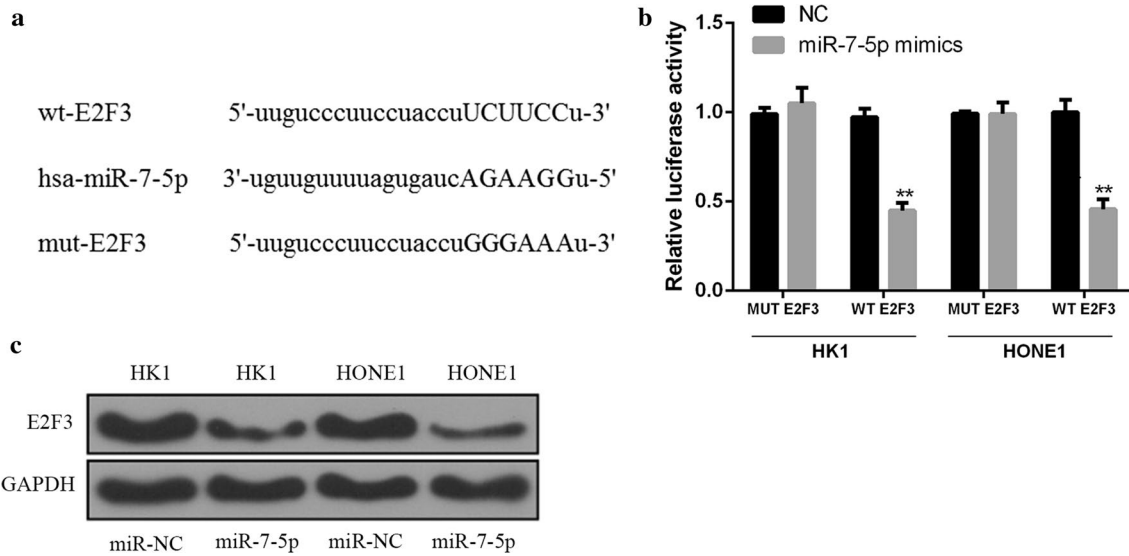 a
wt-E2F3 5'-uugucccuuccuaccuUCUUCCu-3'
hsa-miR-7-5p 3'-uguuguuuuagugaucAGAAGGu-5'
mut-E2F3 5'-uugucccuuccuaccuGGGAAAu-3'
b
NC
miR-7-5p mimics
Relative luciferase activity
1.5
1.0
0.5
0.0
**
**
MUT E2F3 WT E2F3 MUT E2F3 WT E2F3
HK1 HONE1
c
HK1 HK1 HONE1 HONE1
E2F3
GAPDH
miR-NC miR-7-5p miR-NC miR-7-5p